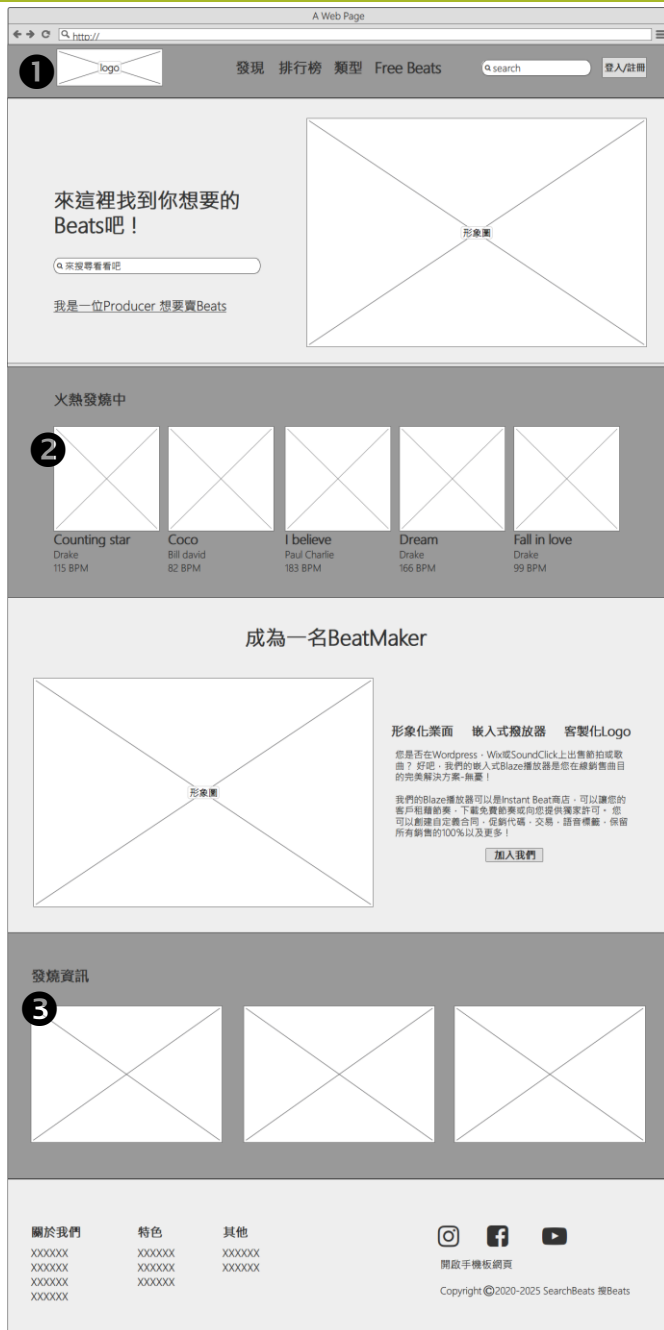 A Web Page
http://
1
logo
發現 排行榜 類型 Free Beats
search
登入/註冊
來這裡找到你想要的
Beats吧！
形象圖
來搜尋看看吧
我是一位Producer 想要賣Beats
火熱發燒中
2
Counting star
Drake
115 BPM
Coco
Bill david
82 BPM
I believe
Paul Charlie
183 BPM
Dream
Drake
166 BPM
Fall in love
Drake
99 BPM
成為一名BeatMaker
形象圖
形象化業面 嵌入式撥放器 客製化Logo
您是否在Wordpress，Wix或SoundClick上出售節拍或歌
曲？ 好吧，我們的嵌入式Blaze播放器是您在線銷售曲目
的完美解決方案-無憂！
我們的Blaze播放器可以是Instant Beat商店，可以讓您的
客戶租賃節奏，下載免費節奏或向您提供獨家許可。 您
可以創建自定義合同，促銷代碼，交易，語音標籤，保留
所有銷售的100％以及更多！
加入我們
發燒資訊
3
關於我們
XXXXXX
XXXXXX
XXXXXX
XXXXXX
特色
XXXXXX
XXXXXX
XXXXXX
其他
XXXXXX
XXXXXX
開啟手機板網頁
Copyright ©2020-2025 SearchBeats 搜Beats